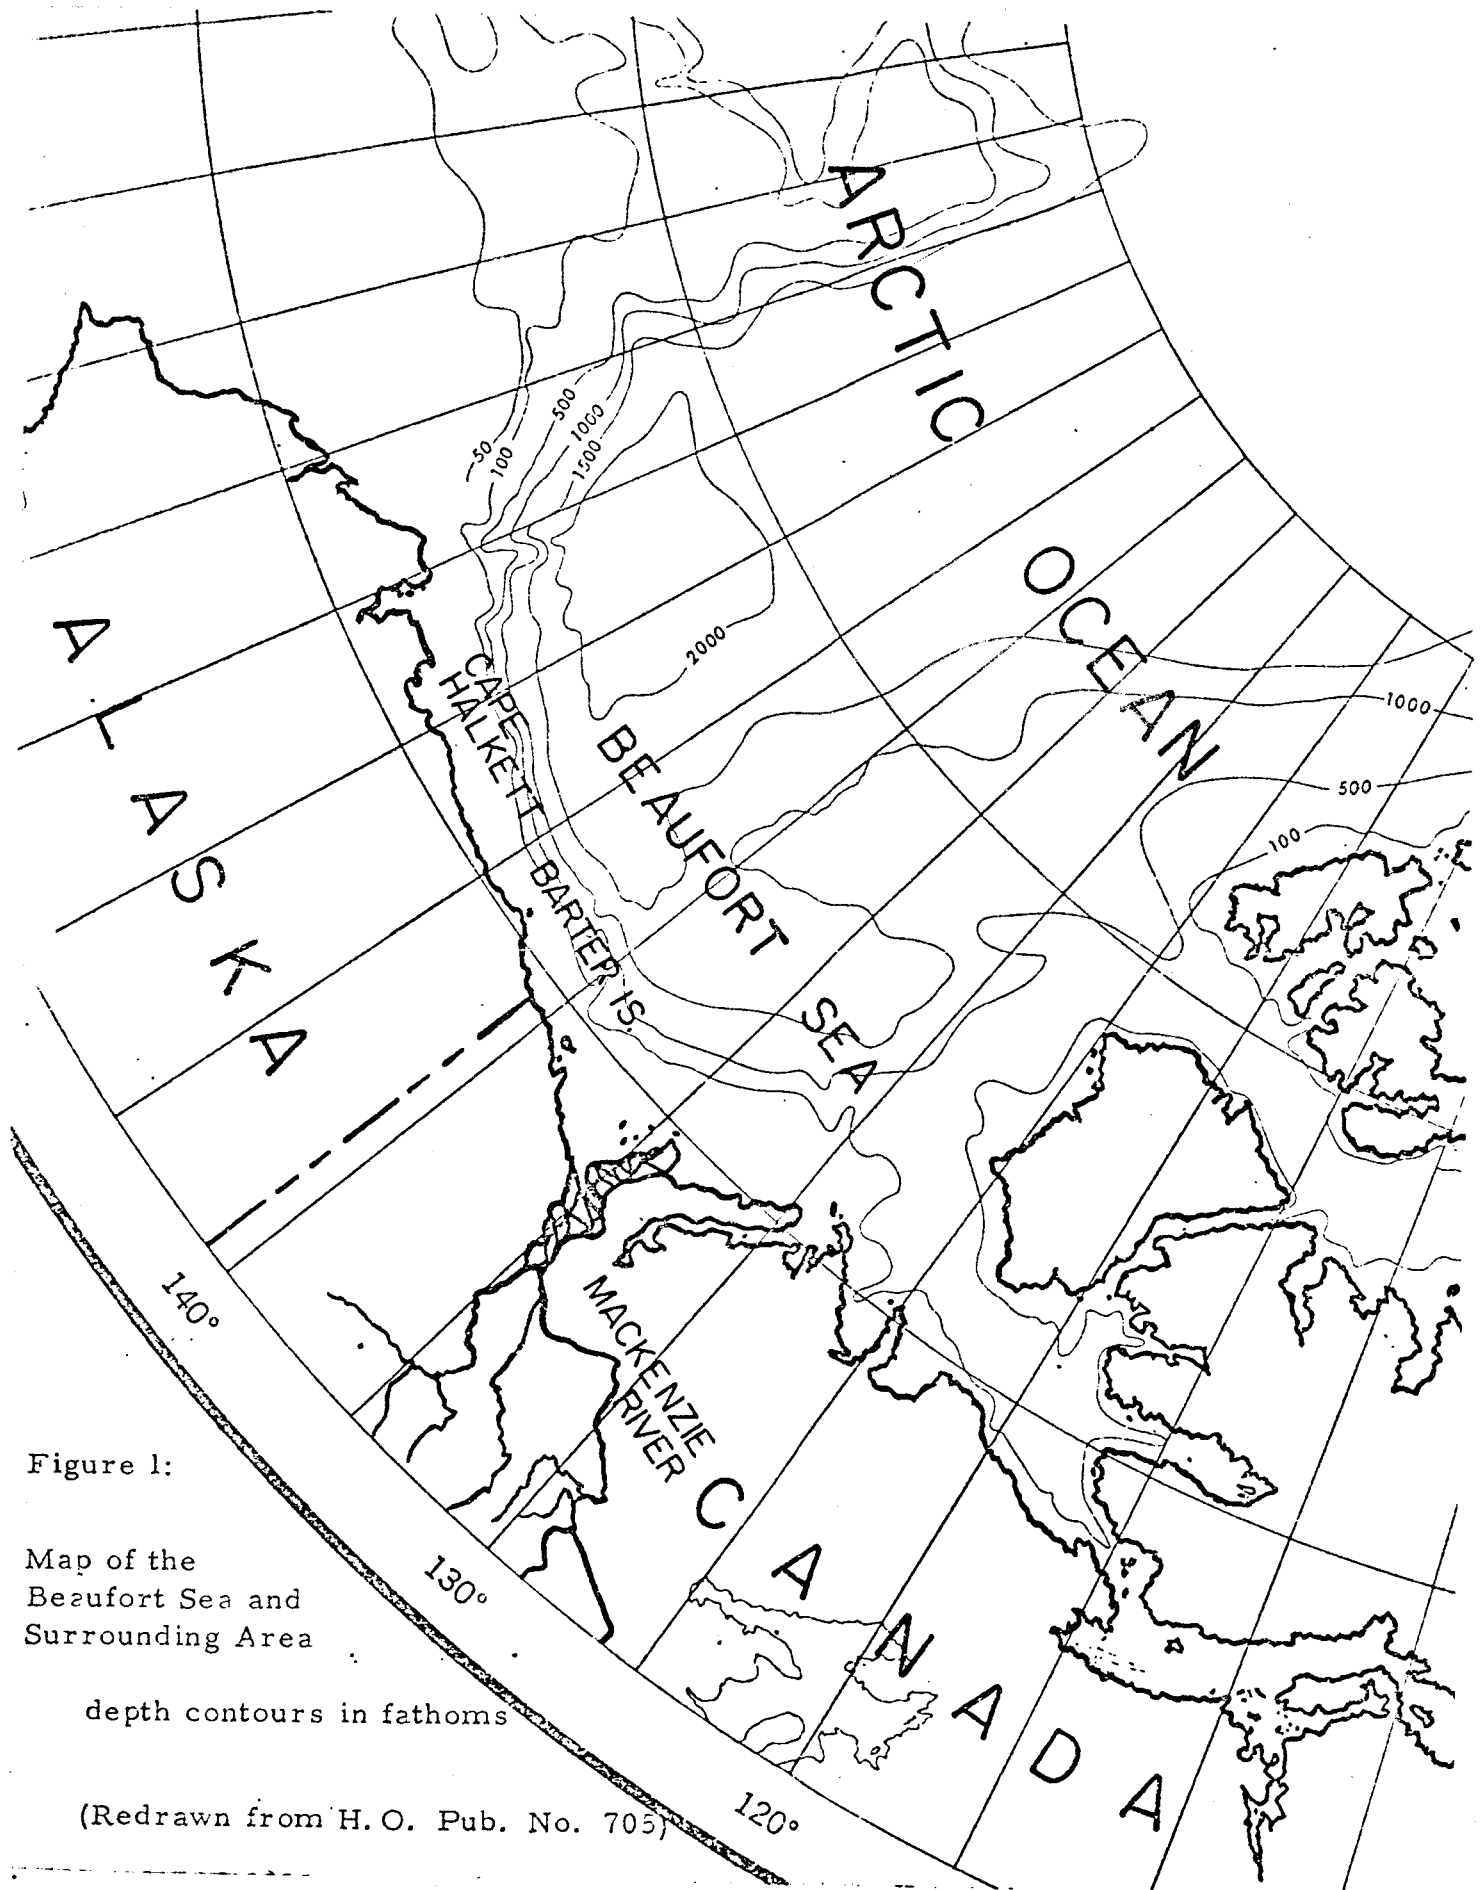 ARCTIC
OCEAN
50
100
500
1000
1500
2000
1000
500
100
CAPE
HALKETT
BARTER IS.
BEAUFORT
SEA
ALASKA
MACKENZIE
RIVER
CANADA
140°
130°
120°
Figure 1:
Map of the
Beaufort Sea and
Surrounding Area
depth contours in fathoms
(Redrawn from H.O. Pub. No. 705)